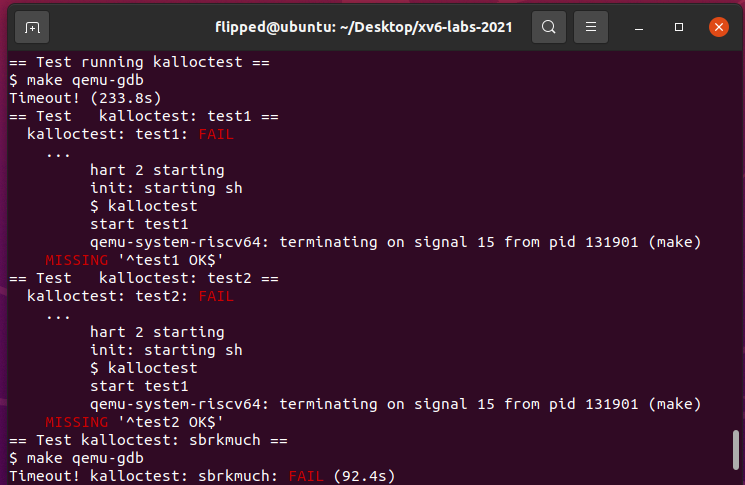 flipped@ubuntu: ~/Desktop/xv6-labs-2021
== Test running kalloctest ==
$ make qemu-gdb
Timeout! (233.8s)
== Test   kalloctest: test1 ==
  kalloctest: test1: FAIL
    ...
         hart 2 starting
         init: starting sh
         $ kalloctest
         start test1
         qemu-system-riscv64: terminating on signal 15 from pid 131901 (make)
    MISSING '^test1 OK$'
== Test   kalloctest: test2 ==
  kalloctest: test2: FAIL
    ...
         hart 2 starting
         init: starting sh
         $ kalloctest
         start test1
         qemu-system-riscv64: terminating on signal 15 from pid 131901 (make)
    MISSING '^test2 OK$'
== Test kalloctest: sbrkmuch ==
$ make qemu-gdb
Timeout! kalloctest: sbrkmuch: FAIL (92.4s)